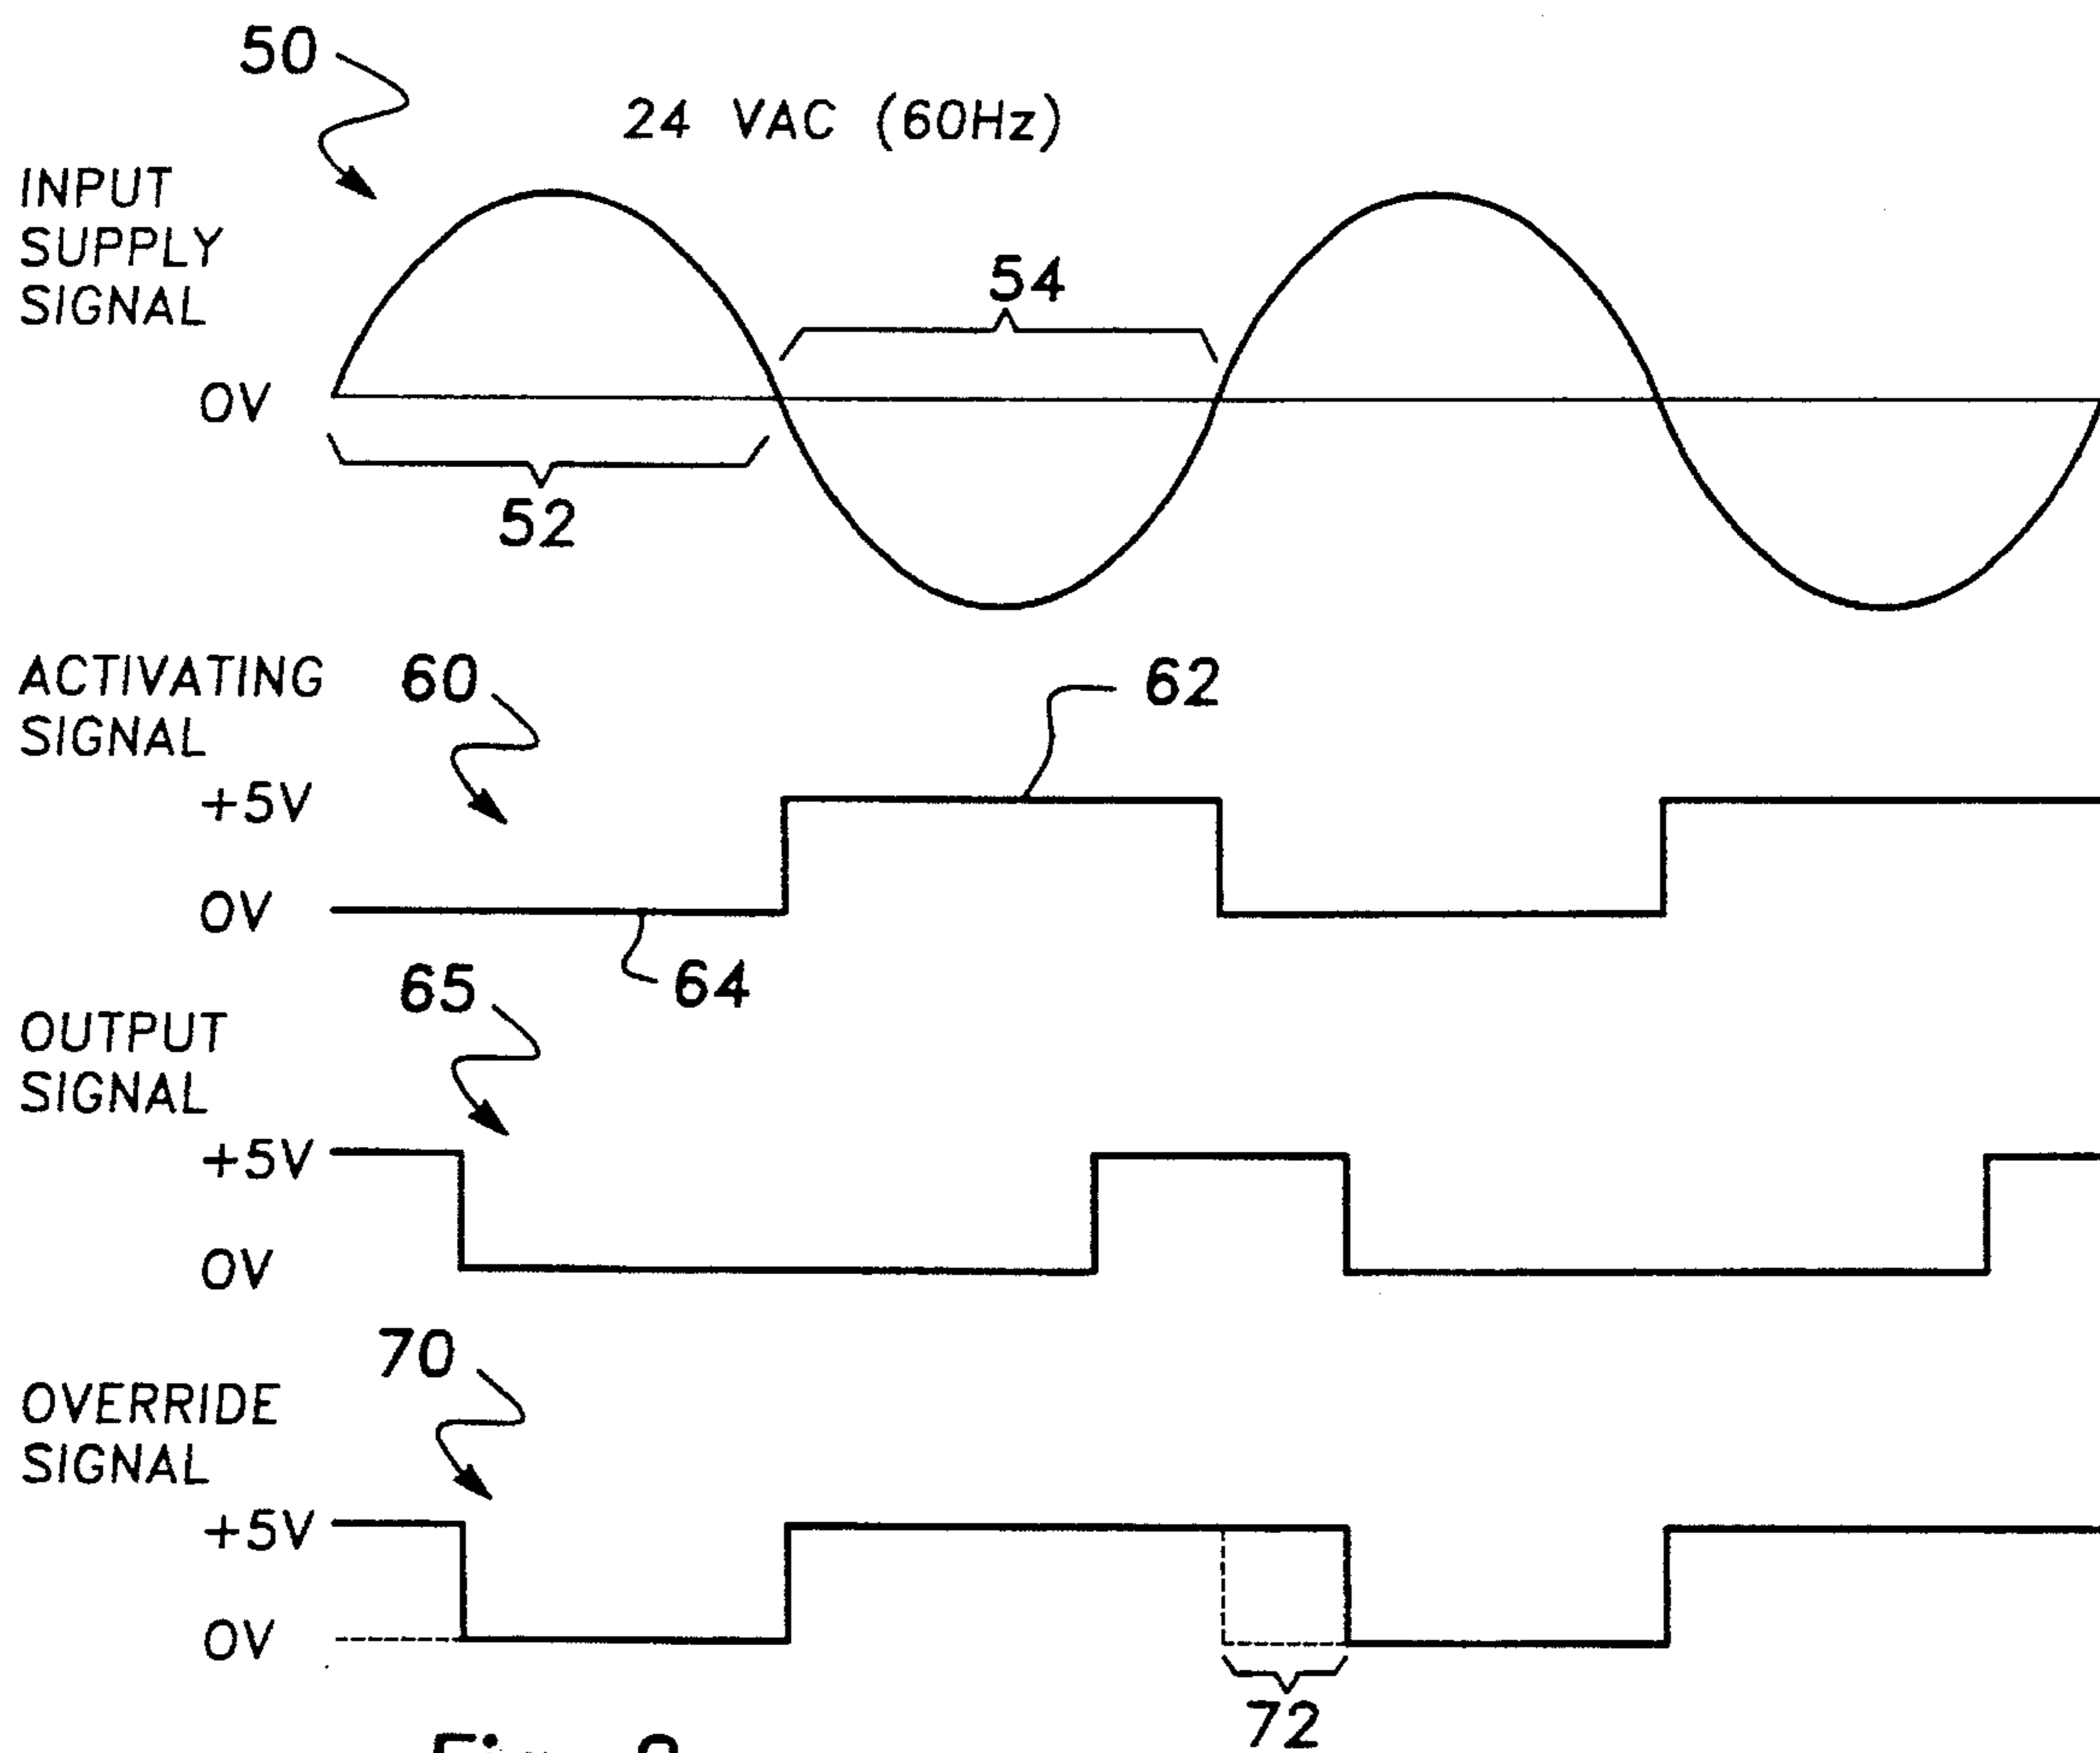 50
24 VAC (60Hz)
INPUT
SUPPLY
SIGNAL
54
0V
52
ACTIVATING
SIGNAL
60
62
+5V
0V
64
65
OUTPUT
SIGNAL
+5V
0V
70
OVERRIDE
SIGNAL
+5V
0V
72